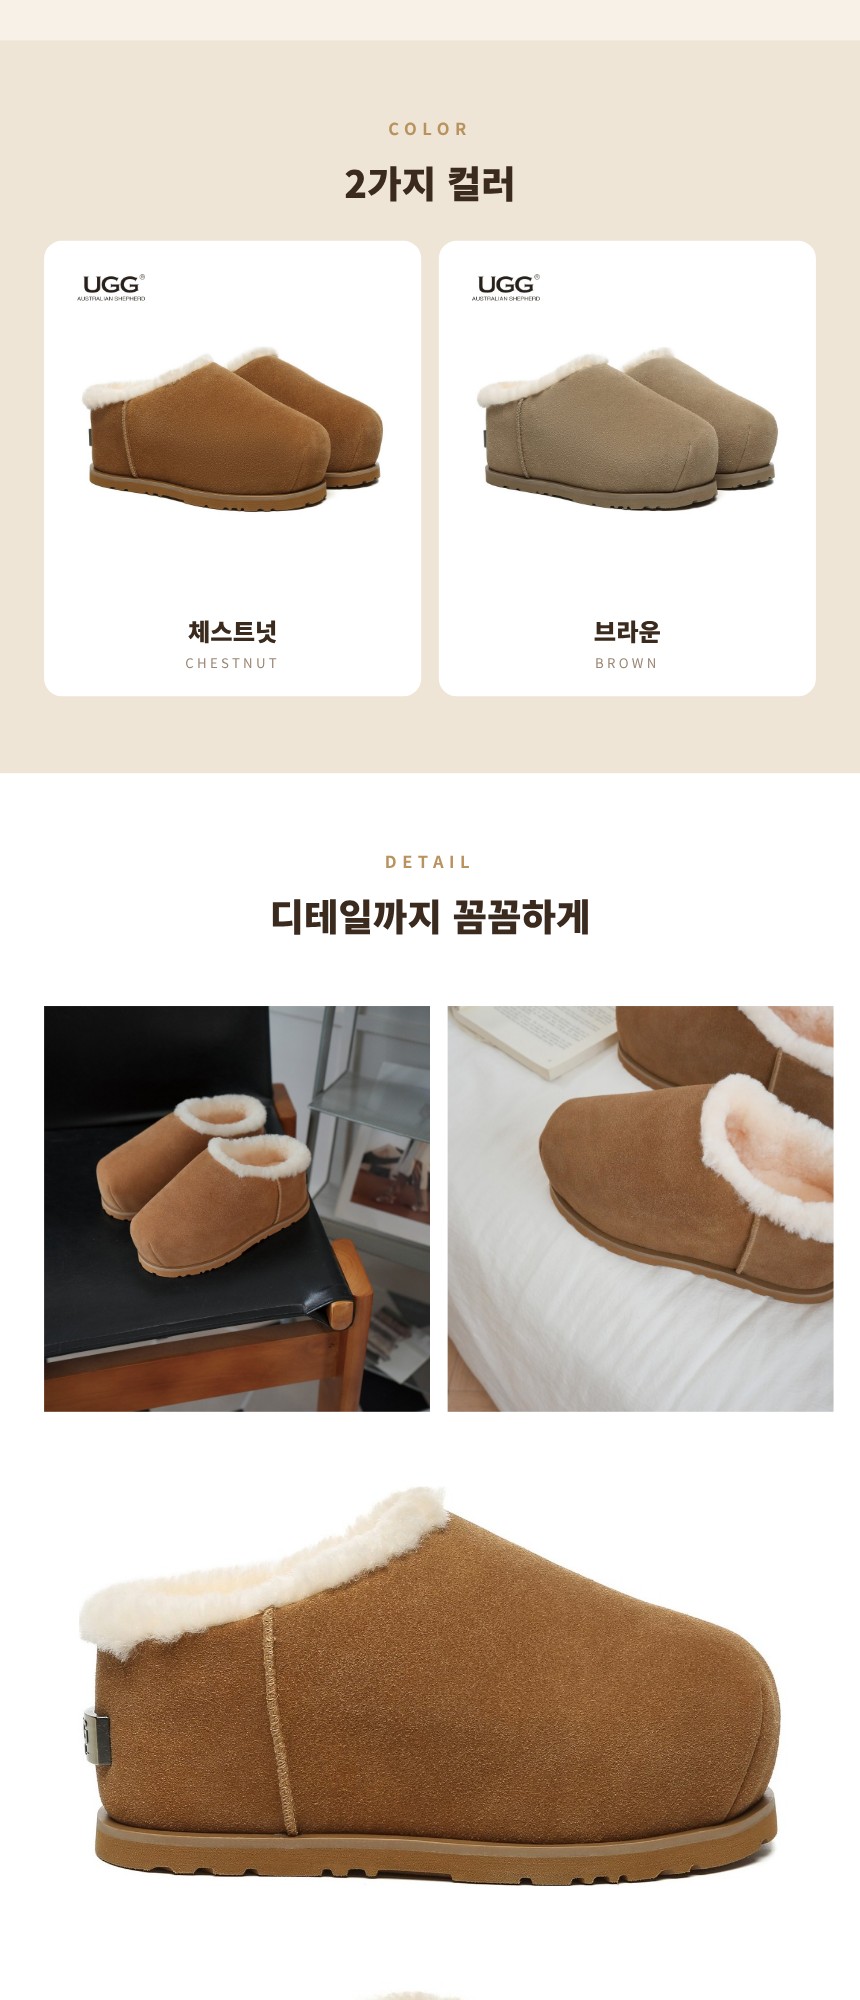 COLOR
2가지 컬러
UGG®
AUSTRALIAN SHEPHERD
UGG®
AUSTRALIAN SHEPHERD
체스트넛
CHESTNUT
브라운
BROWN
DETAIL
디테일까지 꼼꼼하게